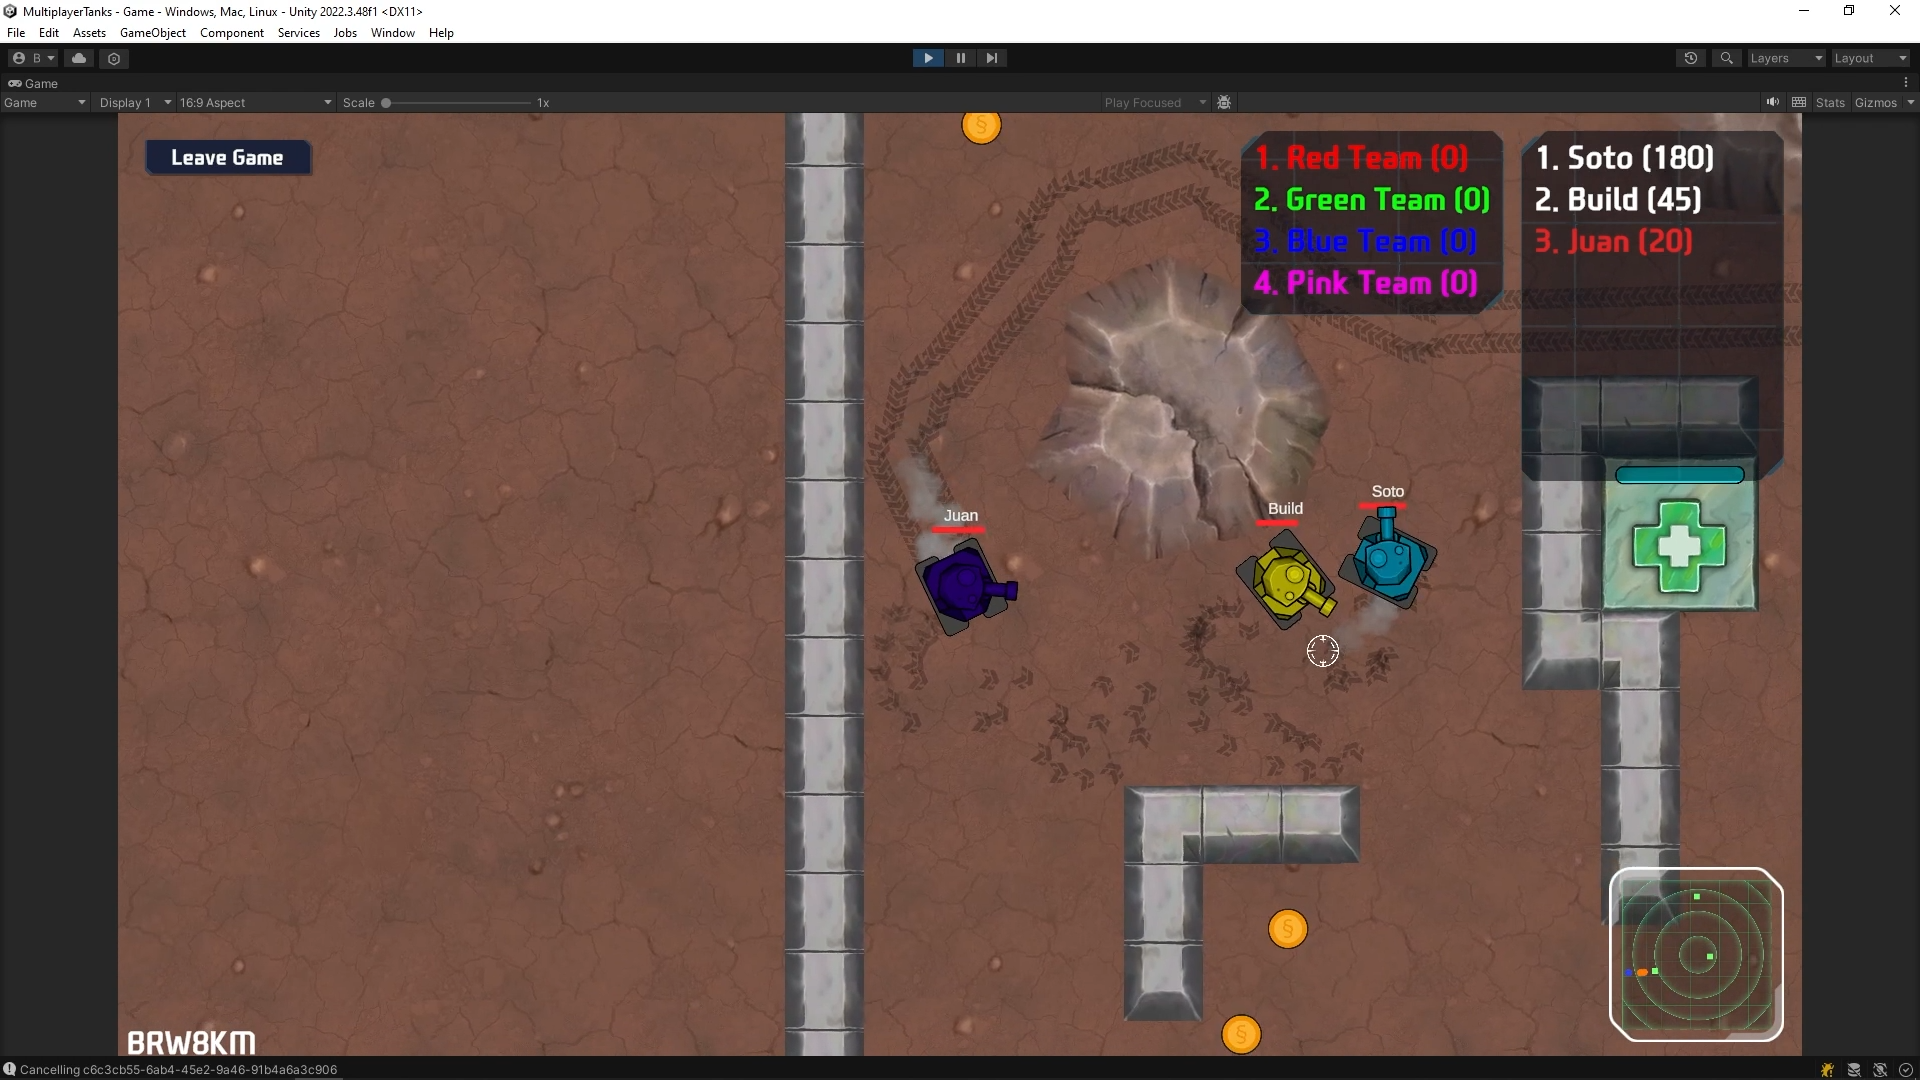 MultiplayerTanks - Game - Windows, Mac, Linux - Unity 2022.3.48f1 <DX11>
File Edit Assets GameObject Component Services Jobs Window Help
B Layers Layout
Game
Game Display 1 16:9 Aspect Scale 1x Play Focused Stats Gizmos
Leave Game
1. Red Team (0)
2. Green Team (0)
3. Blue Team (0)
4. Pink Team (0)
1. Soto (180)
2. Build (45)
3. Juan (20)
Soto
Build
Juan
BRW8KM
Cancelling c6c3cb55-6ab4-45e2-9a46-91b4a6a3c906